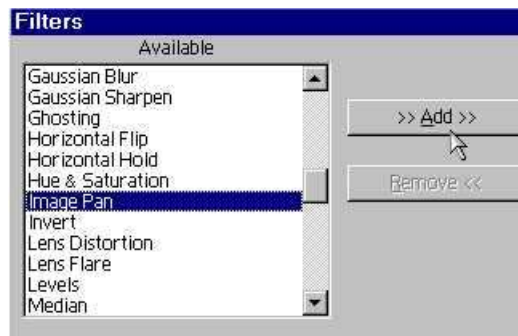 Filters
Available
Gaussian Blur
Gaussian Sharpen
Ghosting
Horizontal Flip
Horizontal Hold
Hue & Saturation
Image Pan
Invert
Lens Distortion
Lens Flare
Levels
Median
>> Add >>
Remove <<